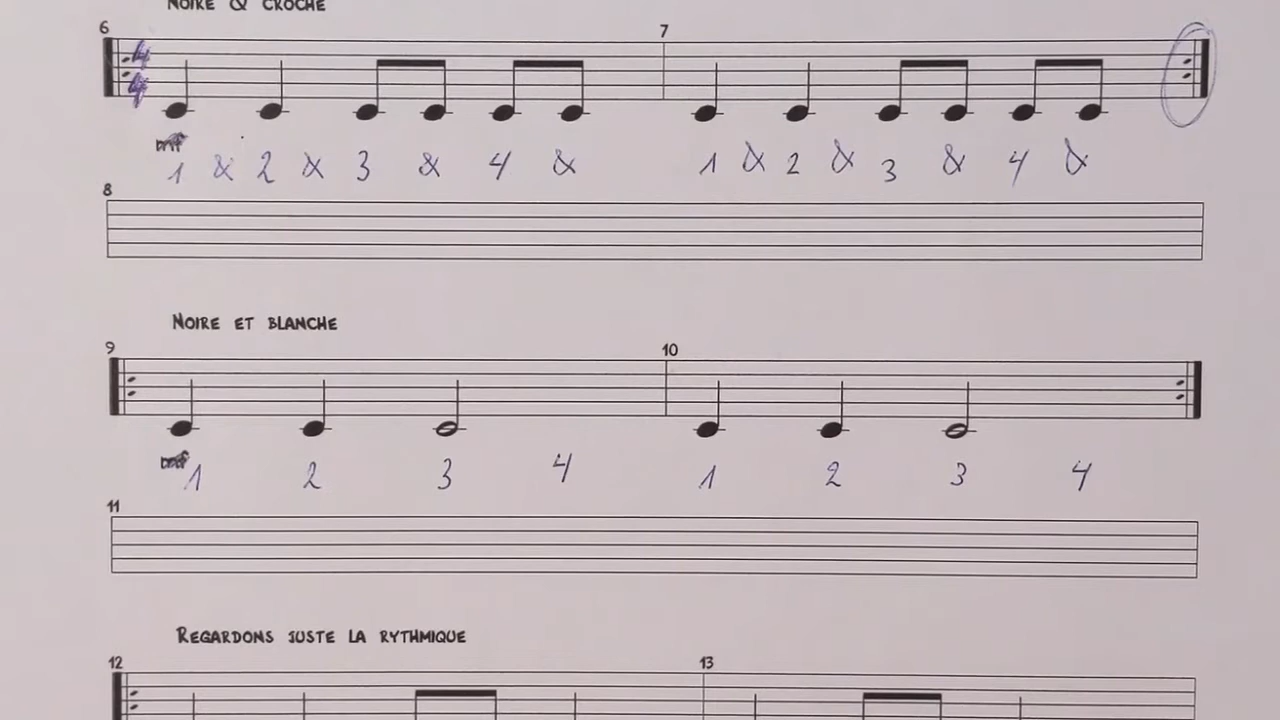 NOIRE & CROCHE
6 7
1 & 2 & 3 & 4 & 1 & 2 & 3 & 4 &
8
NOIRE ET BLANCHE
9 10
1 2 3 4 1 2 3 4
11
REGARDONS JUSTE LA RYTHMIQUE
12 13